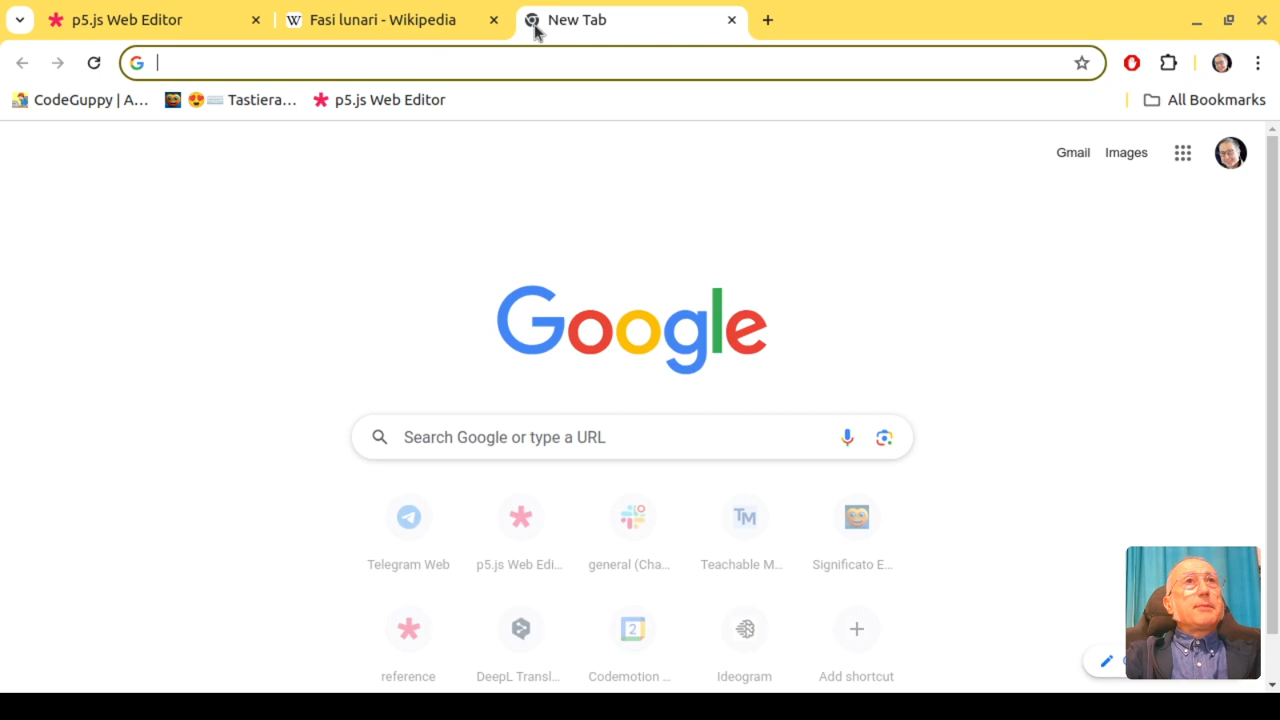 p5.js Web Editor
Fasi lunari - Wikipedia
New Tab
CodeGuppy | A...
😍⌨️ Tastiera...
p5.js Web Editor
All Bookmarks
Gmail
Images
Google
Search Google or type a URL
Telegram Web
p5.js Web Edi...
general (Cha...
Teachable M...
Significato E...
reference
DeepL Transl...
Codemotion ...
Ideogram
Add shortcut